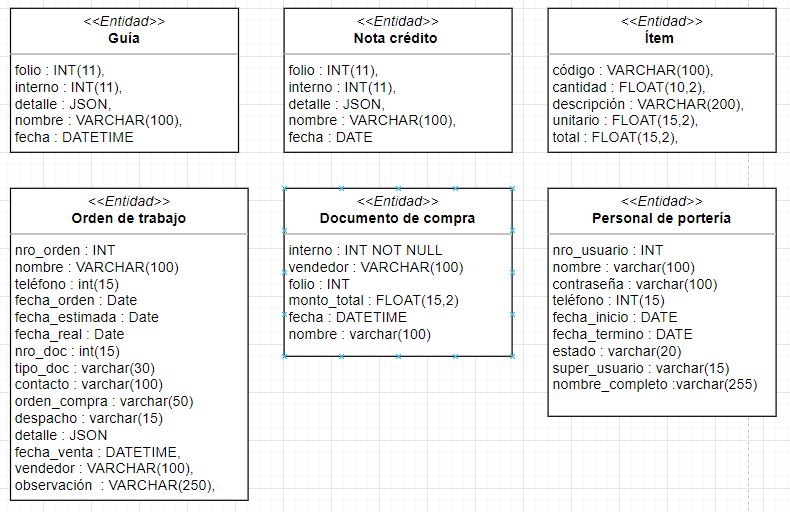 <<Entidad>>
Guía
folio : INT(11),
interno : INT(11),
detalle : JSON,
nombre : VARCHAR(100),
fecha : DATETIME
<<Entidad>>
Nota crédito
folio : INT(11),
interno : INT(11),
detalle : JSON,
nombre : VARCHAR(100),
fecha : DATE
<<Entidad>>
Ítem
código : VARCHAR(100),
cantidad : FLOAT(10,2),
descripción : VARCHAR(200),
unitario : FLOAT(15,2),
total : FLOAT(15,2),
<<Entidad>>
Orden de trabajo
nro_orden : INT
nombre : VARCHAR(100)
teléfono : int(15)
fecha_orden : Date
fecha_estimada : Date
fecha_real : Date
nro_doc : int(15)
tipo_doc : varchar(30)
contacto : varchar(100)
orden_compra : varchar(50)
despacho : varchar(15)
detalle : JSON
fecha_venta : DATETIME,
vendedor : VARCHAR(100),
observación  : VARCHAR(250),
<<Entidad>>
Documento de compra
interno : INT NOT NULL
vendedor : VARCHAR(100)
folio : INT
monto_total : FLOAT(15,2)
fecha : DATETIME
nombre : varchar(100)
<<Entidad>>
Personal de portería
nro_usuario : INT
nombre : varchar(100)
contraseña : varchar(100)
teléfono : INT(15)
fecha_inicio : DATE
fecha_termino : DATE
estado : varchar(20)
super_usuario : varchar(15)
nombre_completo :varchar(255)